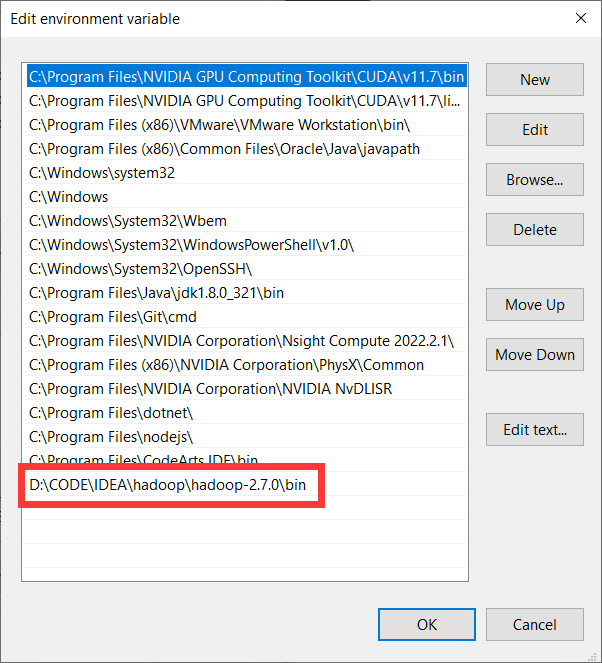 Edit environment variable
C:\Program Files\NVIDIA GPU Computing Toolkit\CUDA\v11.7\bin
C:\Program Files\NVIDIA GPU Computing Toolkit\CUDA\v11.7\li...
C:\Program Files (x86)\VMware\VMware Workstation\bin\
C:\Program Files (x86)\Common Files\Oracle\Java\javapath
C:\Windows\system32
C:\Windows
C:\Windows\System32\Wbem
C:\Windows\System32\WindowsPowerShell\v1.0\
C:\Windows\System32\OpenSSH\
C:\Program Files\Java\jdk1.8.0_321\bin
C:\Program Files\Git\cmd
C:\Program Files\NVIDIA Corporation\Nsight Compute 2022.2.1\
C:\Program Files (x86)\NVIDIA Corporation\PhysX\Common
C:\Program Files\NVIDIA Corporation\NVIDIA NvDLISR
C:\Program Files\dotnet\
C:\Program Files\nodejs\
C:\Program Files\CodeArts IDE\bin
D:\CODE\IDEA\hadoop\hadoop-2.7.0\bin
New
Edit
Browse...
Delete
Move Up
Move Down
Edit text...
OK
Cancel